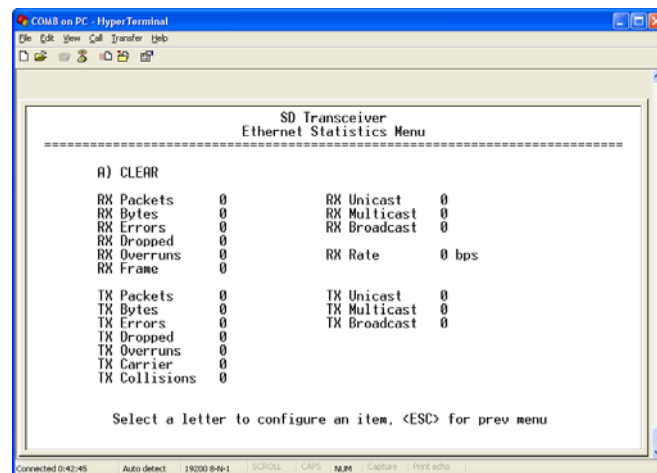 COM8 on PC - HyperTerminal
File Edit View Call Transfer Help
SD Transceiver
Ethernet Statistics Menu
==============================================================================
A) CLEAR
RX Packets 0 RX Unicast 0
RX Bytes 0 RX Multicast 0
RX Errors 0 RX Broadcast 0
RX Dropped 0
RX Overruns 0 RX Rate 0 bps
RX Frame 0
TX Packets 0 TX Unicast 0
TX Bytes 0 TX Multicast 0
TX Errors 0 TX Broadcast 0
TX Dropped 0
TX Overruns 0
TX Carrier 0
TX Collisions 0
Select a letter to configure an item, <ESC> for prev menu
Connected 0:42:45 Auto detect 19200 8-N-1 SCROLL CAPS NUM Capture Print echo